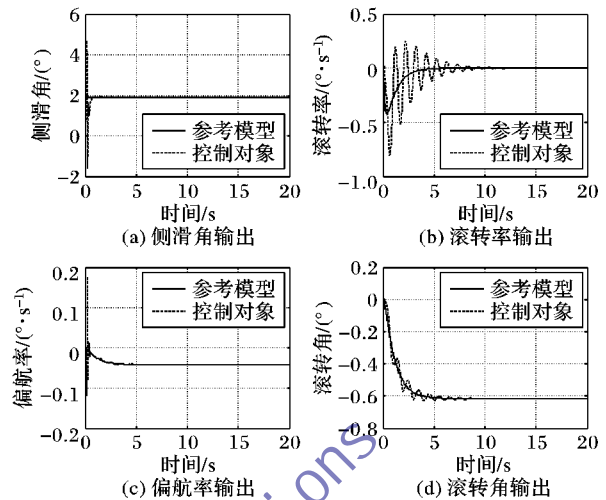 6
4
2
0
−2
0
5
10
15
20
侧滑角/(°)
参考模型
控制对象
时间/s
(a) 侧滑角输出
0.5
0
−0.5
−1.0
0
5
10
15
20
滚转率/(°·s⁻¹)
参考模型
控制对象
时间/s
(b) 滚转率输出
0.2
0.1
0
−0.1
−0.2
0
5
10
15
20
偏航率/(°·s⁻¹)
参考模型
控制对象
时间/s
(c) 偏航率输出
0.2
0
−0.2
−0.4
−0.6
−0.8
0
5
10
15
20
滚转角/(°)
参考模型
控制对象
时间/s
(d) 滚转角输出
ions